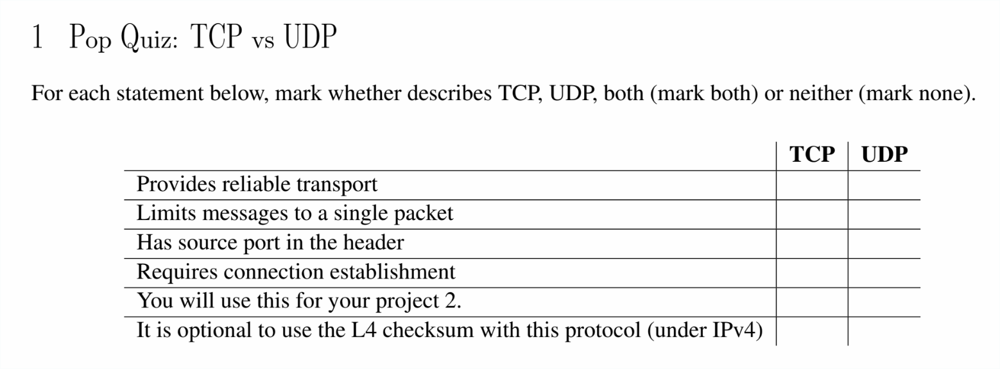 1 Pop Quiz: TCP vs UDP
For each statement below, mark whether describes TCP, UDP, both (mark both) or neither (mark none).
TCP UDP
Provides reliable transport
Limits messages to a single packet
Has source port in the header
Requires connection establishment
You will use this for your project 2.
It is optional to use the L4 checksum with this protocol (under IPv4)